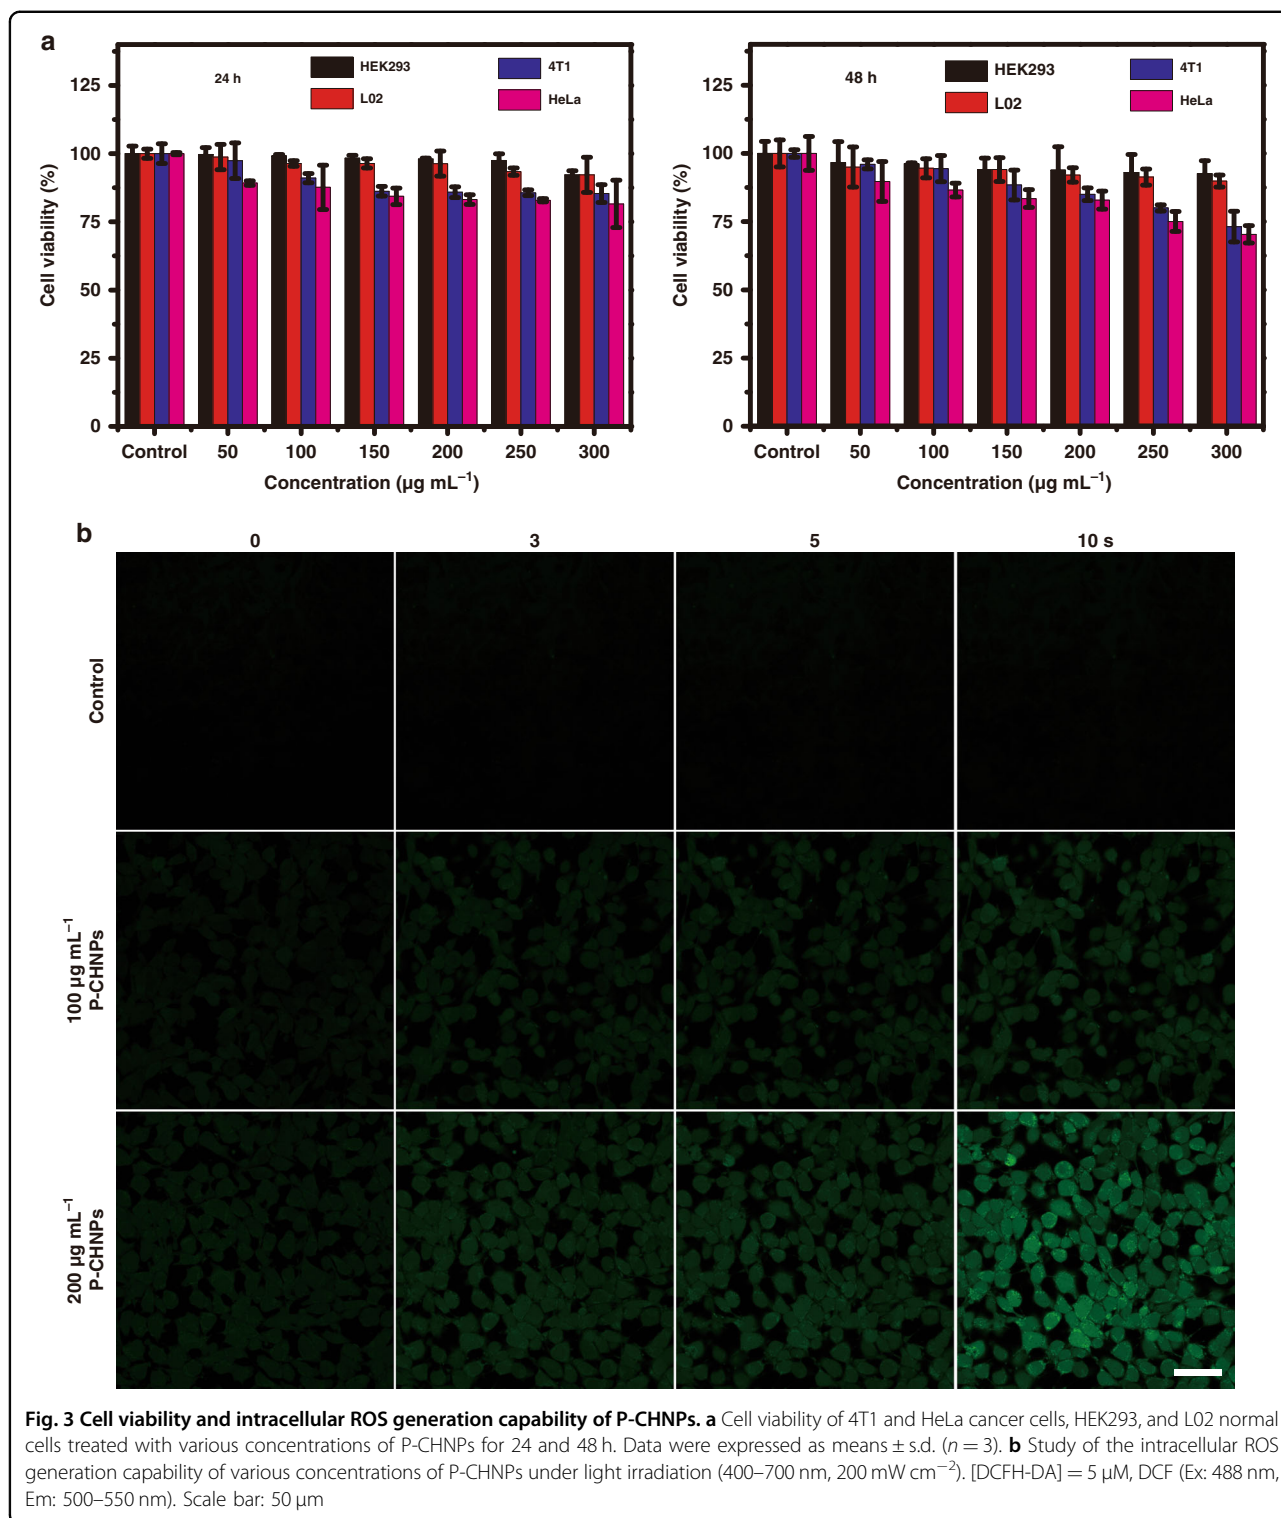 a
24 h
HEK293
L02
4T1
HeLa
125
100
75
50
25
0
Cell viability (%)
Control 50 100 150 200 250 300
Concentration (μg mL⁻¹)
48 h
HEK293
L02
4T1
HeLa
125
100
75
50
25
0
Cell viability (%)
Control 50 100 150 200 250 300
Concentration (μg mL⁻¹)
b
0 3 5 10 s
Control
100 μg mL⁻¹
P-CHNPs
200 μg mL⁻¹
P-CHNPs
Fig. 3 Cell viability and intracellular ROS generation capability of P-CHNPs. a Cell viability of 4T1 and HeLa cancer cells, HEK293, and L02 normal
cells treated with various concentrations of P-CHNPs for 24 and 48 h. Data were expressed as means ± s.d. (n = 3). b Study of the intracellular ROS
generation capability of various concentrations of P-CHNPs under light irradiation (400–700 nm, 200 mW cm⁻²). [DCFH-DA] = 5 μM, DCF (Ex: 488 nm,
Em: 500–550 nm). Scale bar: 50 μm